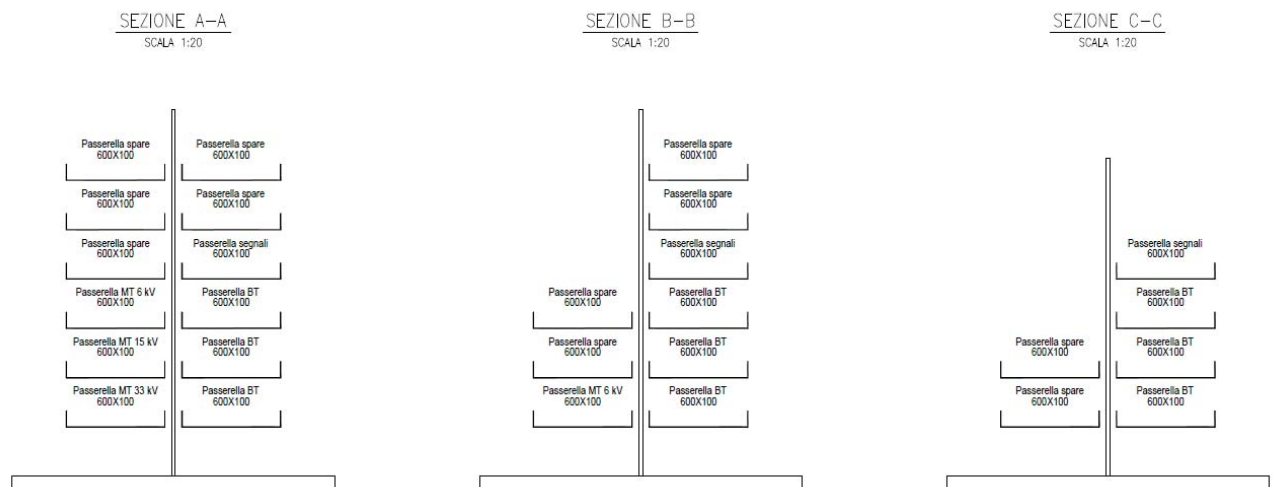 SEZIONE A-A
SCALA 1:20
Passerella spare
600X100
Passerella spare
600X100
Passerella spare
600X100
Passerella spare
600X100
Passerella spare
600X100
Passerella segnali
600X100
Passerella MT 6 kV
600X100
Passerella BT
600X100
Passerella MT 15 kV
600X100
Passerella BT
600X100
Passerella MT 33 kV
600X100
Passerella BT
600X100
SEZIONE B-B
SCALA 1:20
Passerella spare
600X100
Passerella spare
600X100
Passerella segnali
600X100
Passerella spare
600X100
Passerella BT
600X100
Passerella spare
600X100
Passerella BT
600X100
Passerella MT 6 kV
600X100
Passerella BT
600X100
SEZIONE C-C
SCALA 1:20
Passerella segnali
600X100
Passerella BT
600X100
Passerella spare
600X100
Passerella BT
600X100
Passerella spare
600X100
Passerella BT
600X100